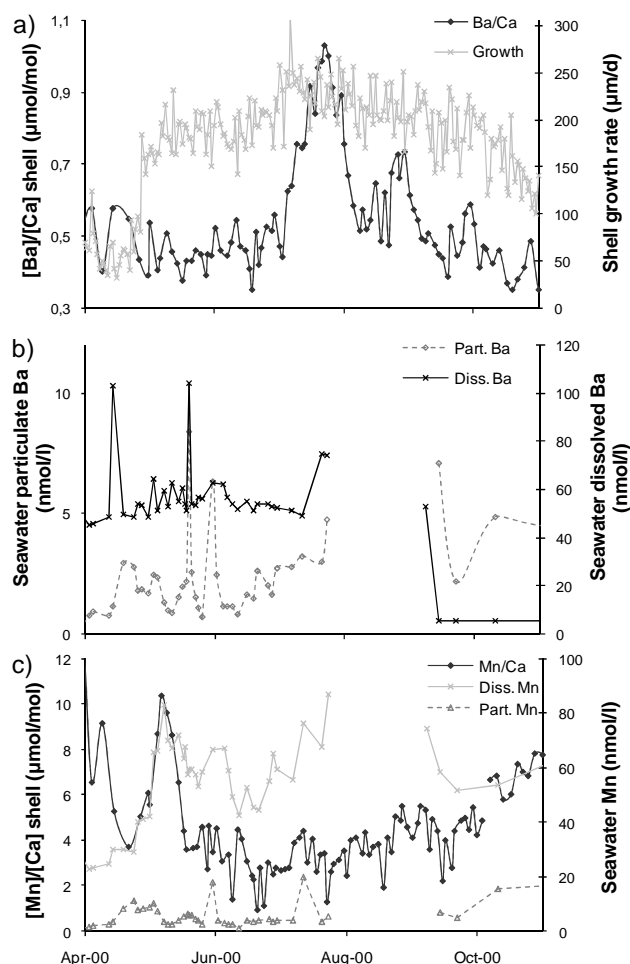 a)
1,1
0,9
0,7
0,5
0,3
[Ba]/[Ca] shell (µmol/mol)
Ba/Ca
Growth
300
250
200
150
100
50
0
Shell growth rate (µm/d)
b)
10
5
0
Seawater particulate Ba
(nmol/l)
Part. Ba
Diss. Ba
120
100
80
60
40
20
0
Seawater dissolved Ba
(nmol/l)
c)
12
10
8
6
4
2
0
[Mn]/[Ca] shell (µmol/mol)
Mn/Ca
Diss. Mn
Part. Mn
100
80
60
40
20
0
Seawater Mn (nmol/l)
Apr-00
Jun-00
Aug-00
Oct-00